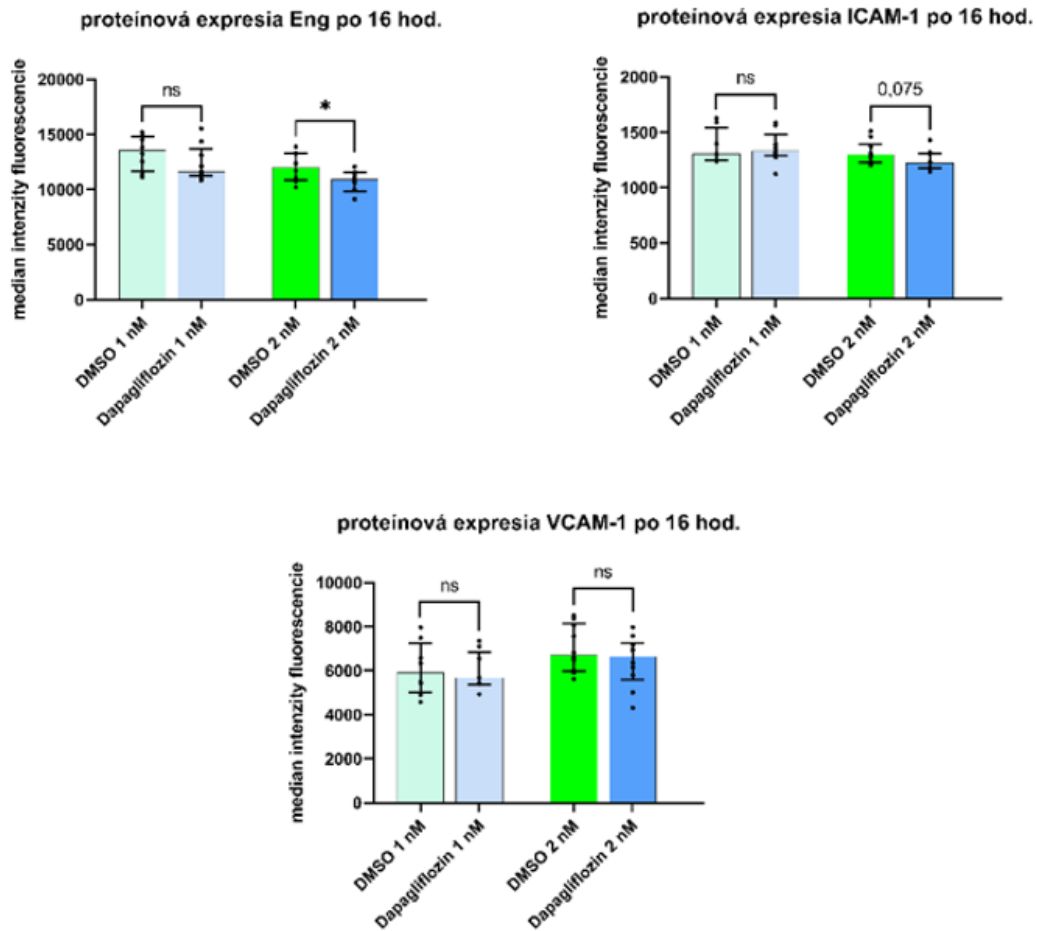 proteínová expresia Eng po 16 hod.
median intenzity fluorescencie
20000
15000
10000
5000
0
ns
*
DMSO 1 nM
Dapagliflozin 1 nM
DMSO 2 nM
Dapagliflozin 2 nM
proteínová expresia ICAM-1 po 16 hod.
median intenzity fluorescencie
2000
1500
1000
500
0
ns
0,075
DMSO 1 nM
Dapagliflozin 1 nM
DMSO 2 nM
Dapagliflozin 2 nM
proteínová expresia VCAM-1 po 16 hod.
median intenzity fluorescencie
10000
8000
6000
4000
2000
0
ns
ns
DMSO 1 nM
Dapagliflozin 1 nM
DMSO 2 nM
Dapagliflozin 2 nM